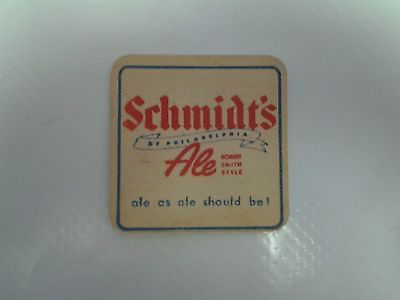 Schmidt's
OF PHILADELPHIA
Ale ROBERT
SMITH
STYLE
ale as ale should be!